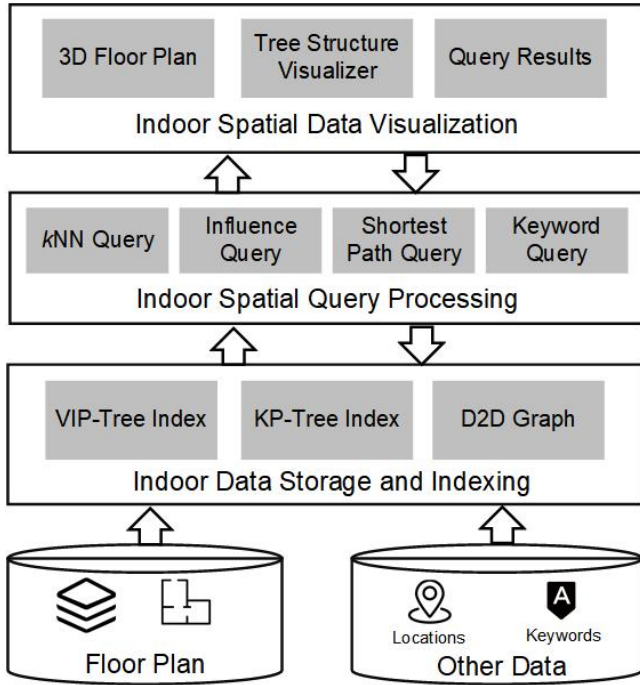 3D Floor Plan
Tree Structure
Visualizer
Query Results
Indoor Spatial Data Visualization
kNN Query
Influence
Query
Shortest
Path Query
Keyword
Query
Indoor Spatial Query Processing
VIP-Tree Index
KP-Tree Index
D2D Graph
Indoor Data Storage and Indexing
Floor Plan
A
Locations
Keywords
Other Data